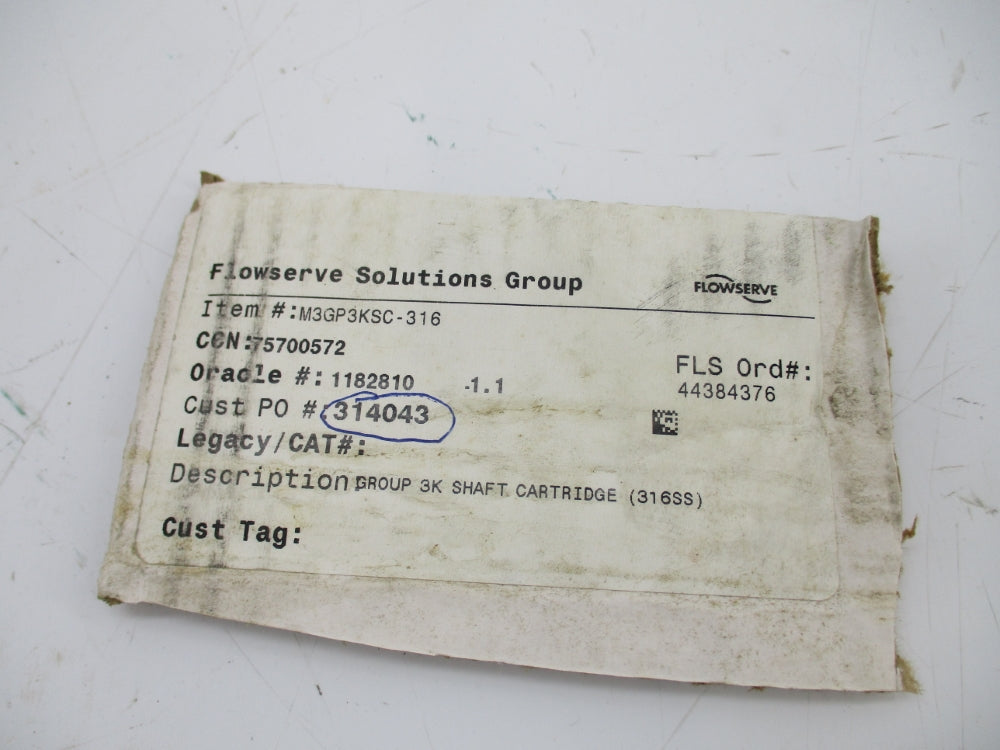 Flowserve Solutions Group
FLOWSERVE
Item #:M3GP3KSC-316
CCN:75700572
Oracle #: 1182810 -1.1
FLS Ord#:
44384376
Cust PO #:314043
Legacy/CAT#:
Description:GROUP 3K SHAFT CARTRIDGE (316SS)
Cust Tag: